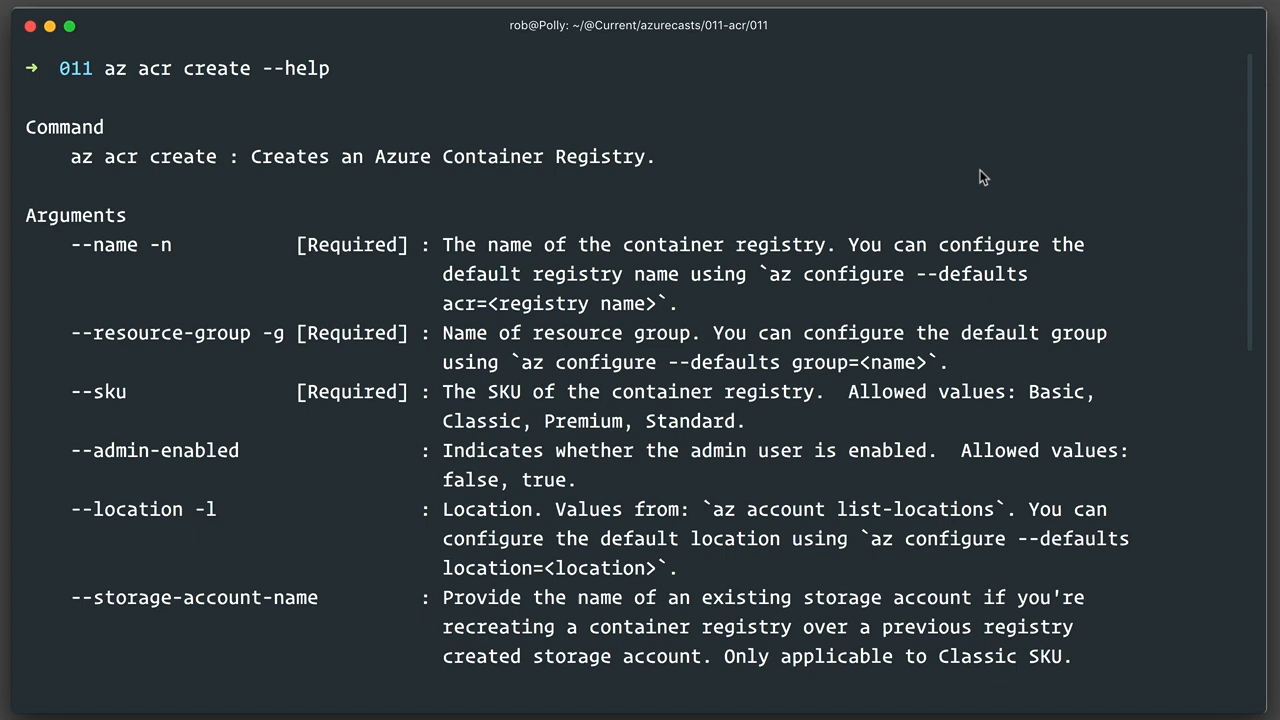 rob@Polly: ~/@Current/azurecasts/011-acr/011
➜ 011 az acr create --help
Command
az acr create : Creates an Azure Container Registry.
Arguments
--name -n [Required] : The name of the container registry. You can configure the
default registry name using `az configure --defaults
acr=<registry name>`.
--resource-group -g [Required] : Name of resource group. You can configure the default group
using `az configure --defaults group=<name>`.
--sku [Required] : The SKU of the container registry.  Allowed values: Basic,
Classic, Premium, Standard.
--admin-enabled : Indicates whether the admin user is enabled.  Allowed values:
false, true.
--location -l : Location. Values from: `az account list-locations`. You can
configure the default location using `az configure --defaults
location=<location>`.
--storage-account-name : Provide the name of an existing storage account if you're
recreating a container registry over a previous registry
created storage account. Only applicable to Classic SKU.